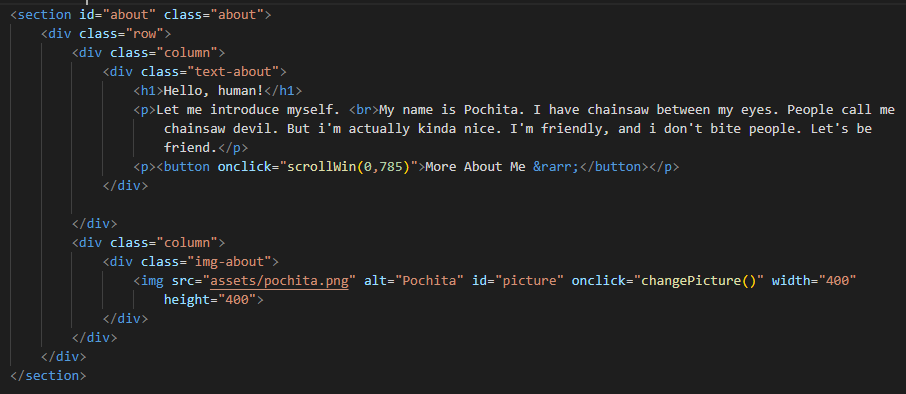 <section id="about" class="about">
    <div class="row">
        <div class="column">
            <div class="text-about">
                <h1>Hello, human!</h1>
                <p>Let me introduce myself. <br>My name is Pochita. I have chainsaw between my eyes. People call me
                    chainsaw devil. But i'm actually kinda nice. I'm friendly, and i don't bite people. Let's be
                    friend.</p>
                <p><button onclick="scrollWin(0,785)">More About Me &rarr;</button></p>
            </div>

        </div>
        <div class="column">
            <div class="img-about">
                <img src="assets/pochita.png" alt="Pochita" id="picture" onclick="changePicture()" width="400"
                    height="400">
            </div>
        </div>
    </div>
</section>